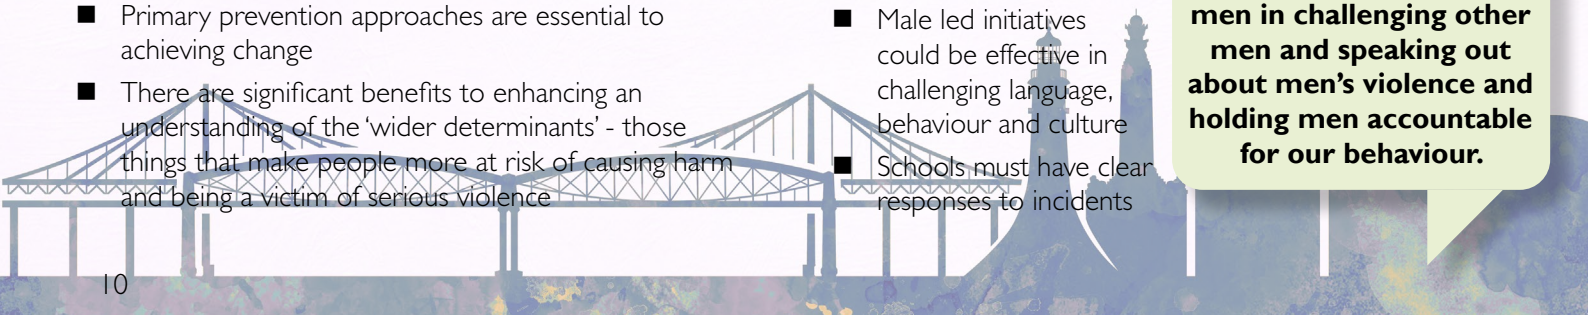 ■ Primary prevention approaches are essential to
achieving change
■ There are significant benefits to enhancing an
understanding of the ‘wider determinants’ - those
things that make people more at risk of causing harm
and being a victim of serious violence
■ Male led initiatives
could be effective in
challenging language,
behaviour and culture
■ Schools must have clear
responses to incidents
men in challenging other
men and speaking out
about men’s violence and
holding men accountable
for our behaviour.
10